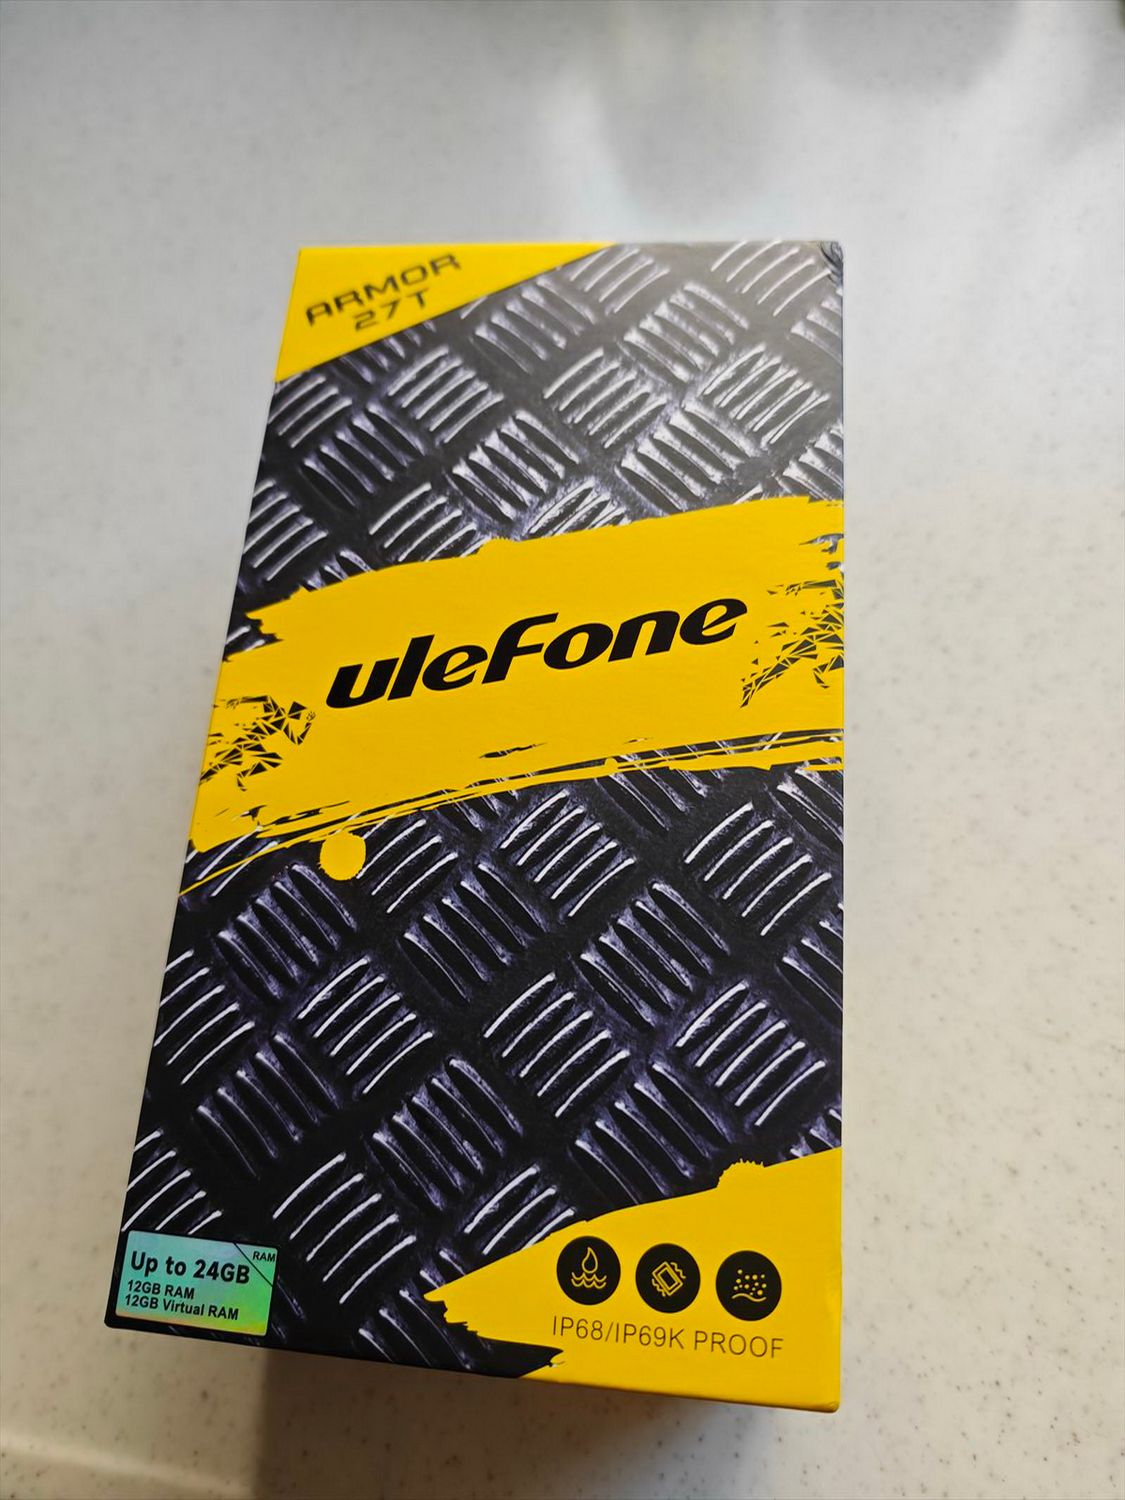 ARMOR
27T
ulefone
RAM
Up to 24GB
12GB RAM
12GB Virtual RAM
IP68/IP69K PROOF